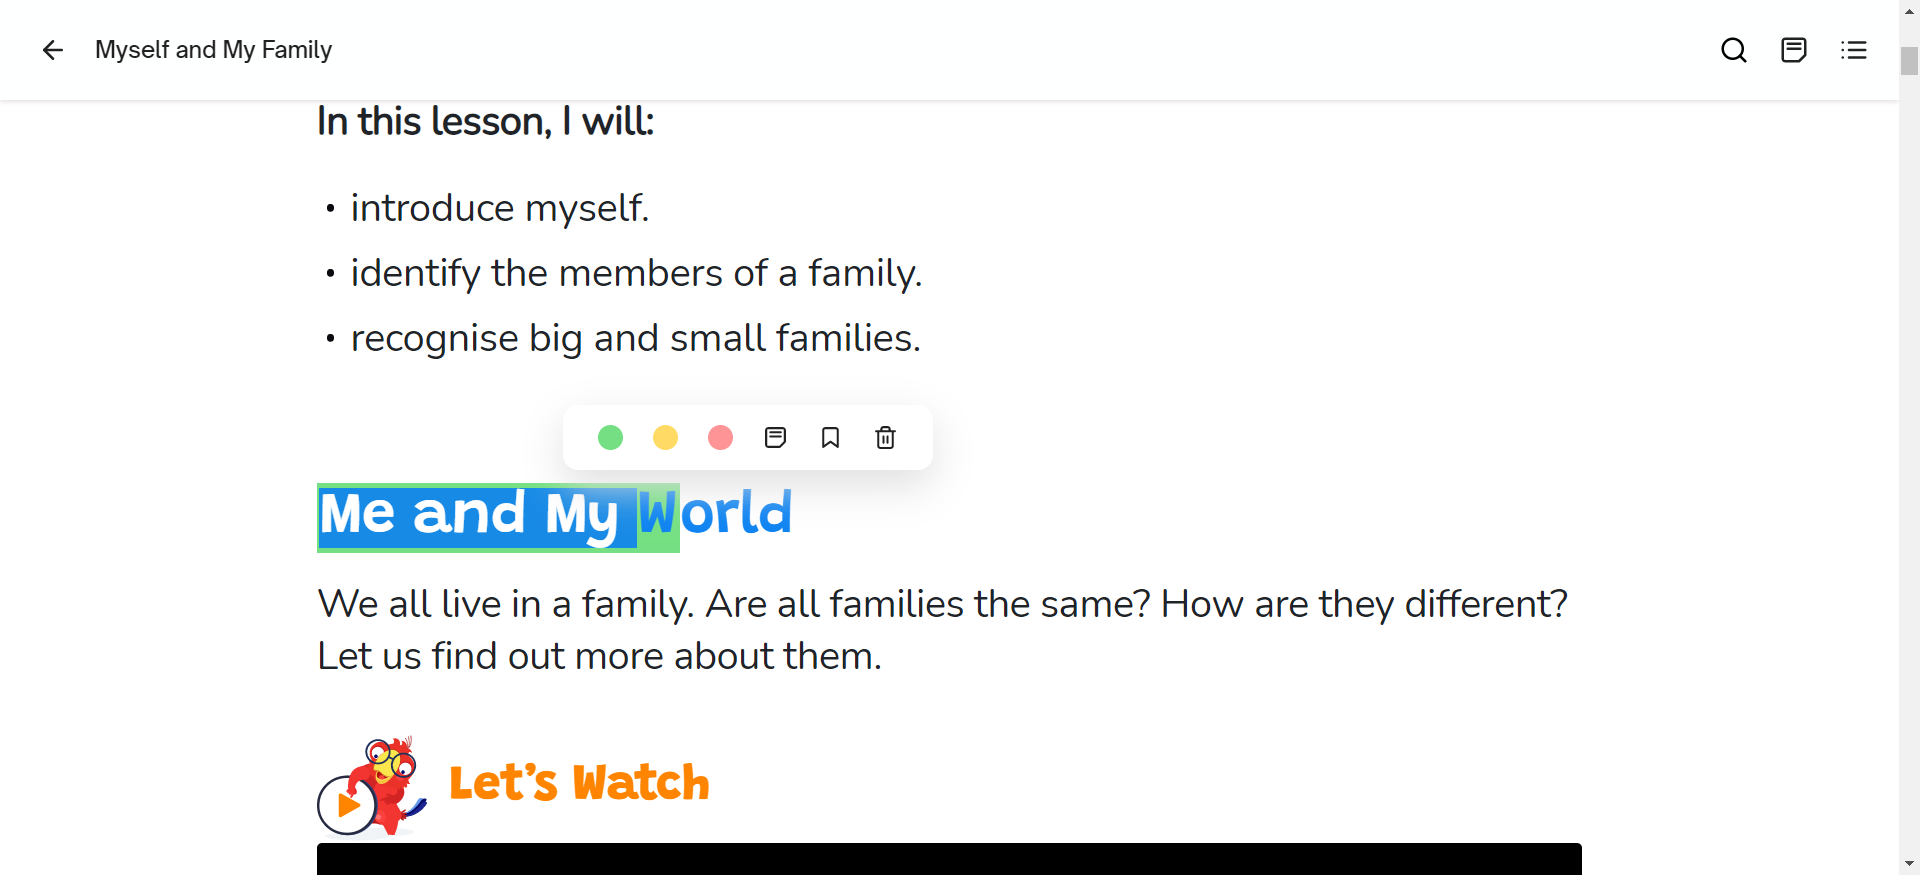 Myself and My Family
In this lesson, I will:
• introduce myself.
• identify the members of a family.
• recognise big and small families.
Me and My World
We all live in a family. Are all families the same? How are they different?
Let us find out more about them.
Let's Watch